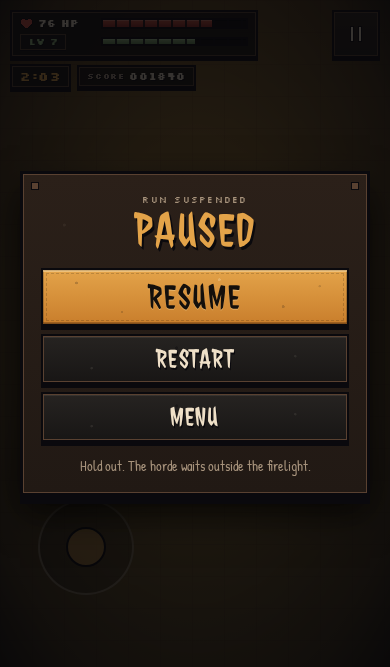 76 HP
LV 7
2:03
SCORE 001890
RUN SUSPENDED
PAUSED
RESUME
RESTART
MENU
Hold out. The horde waits outside the firelight.